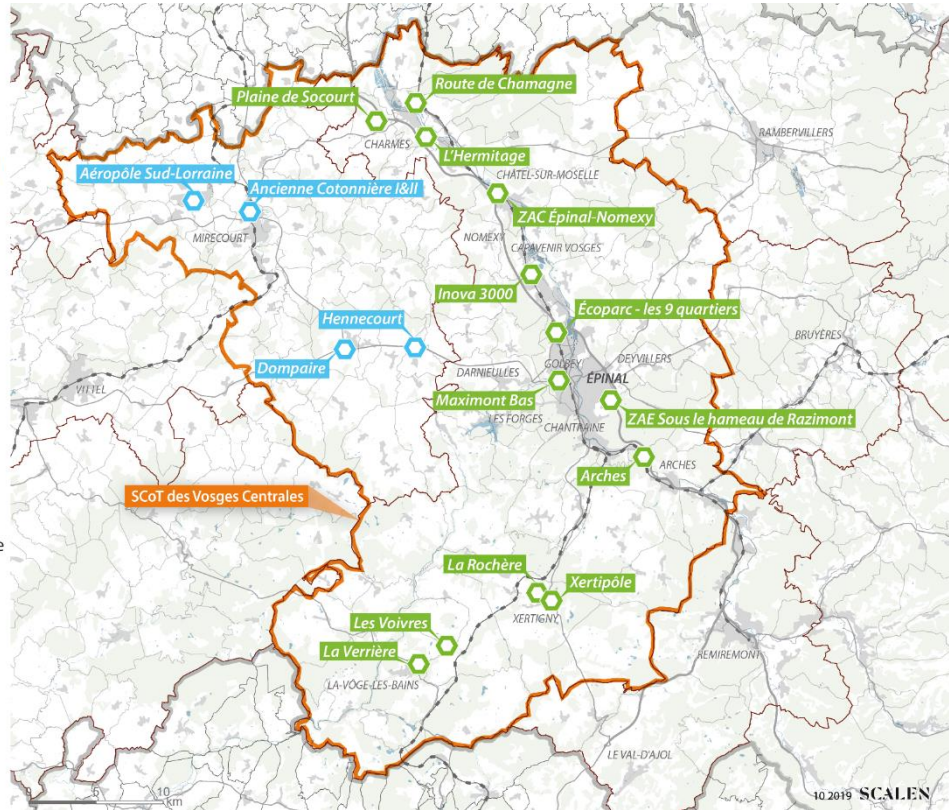 Route de Chamagne
Plaine de Socourt
CHARMES
L'Hermitage
RAMBERVILLERS
Aéropôle Sud-Lorraine
Ancienne Cotonnière I&II
CHÂTEL-SUR-MOSELLE
ZAC Épinal-Nomexy
MIRECOURT
NOMEXY
CAPAVENIR VOSGES
Inova 3000
Hennecourt
Écoparc - les 9 quartiers
BRUYÈRES
Dompaire
GOLBEY
DEYVILLERS
DARNIEULLES
ÉPINAL
VITTEL
Maximont Bas
LES FORGES
CHANTRAINE
ZAE Sous le hameau de Razimont
Arches
ARCHES
SCoT des Vosges Centrales
e
La Rochère
Xertipôle
XERTIGNY
Les Voivres
La Verrière
LA-VÔGE-LES-BAINS
REMIREMONT
LE VAL-D'AJOL
5
10
km
10.2019 SCALEN